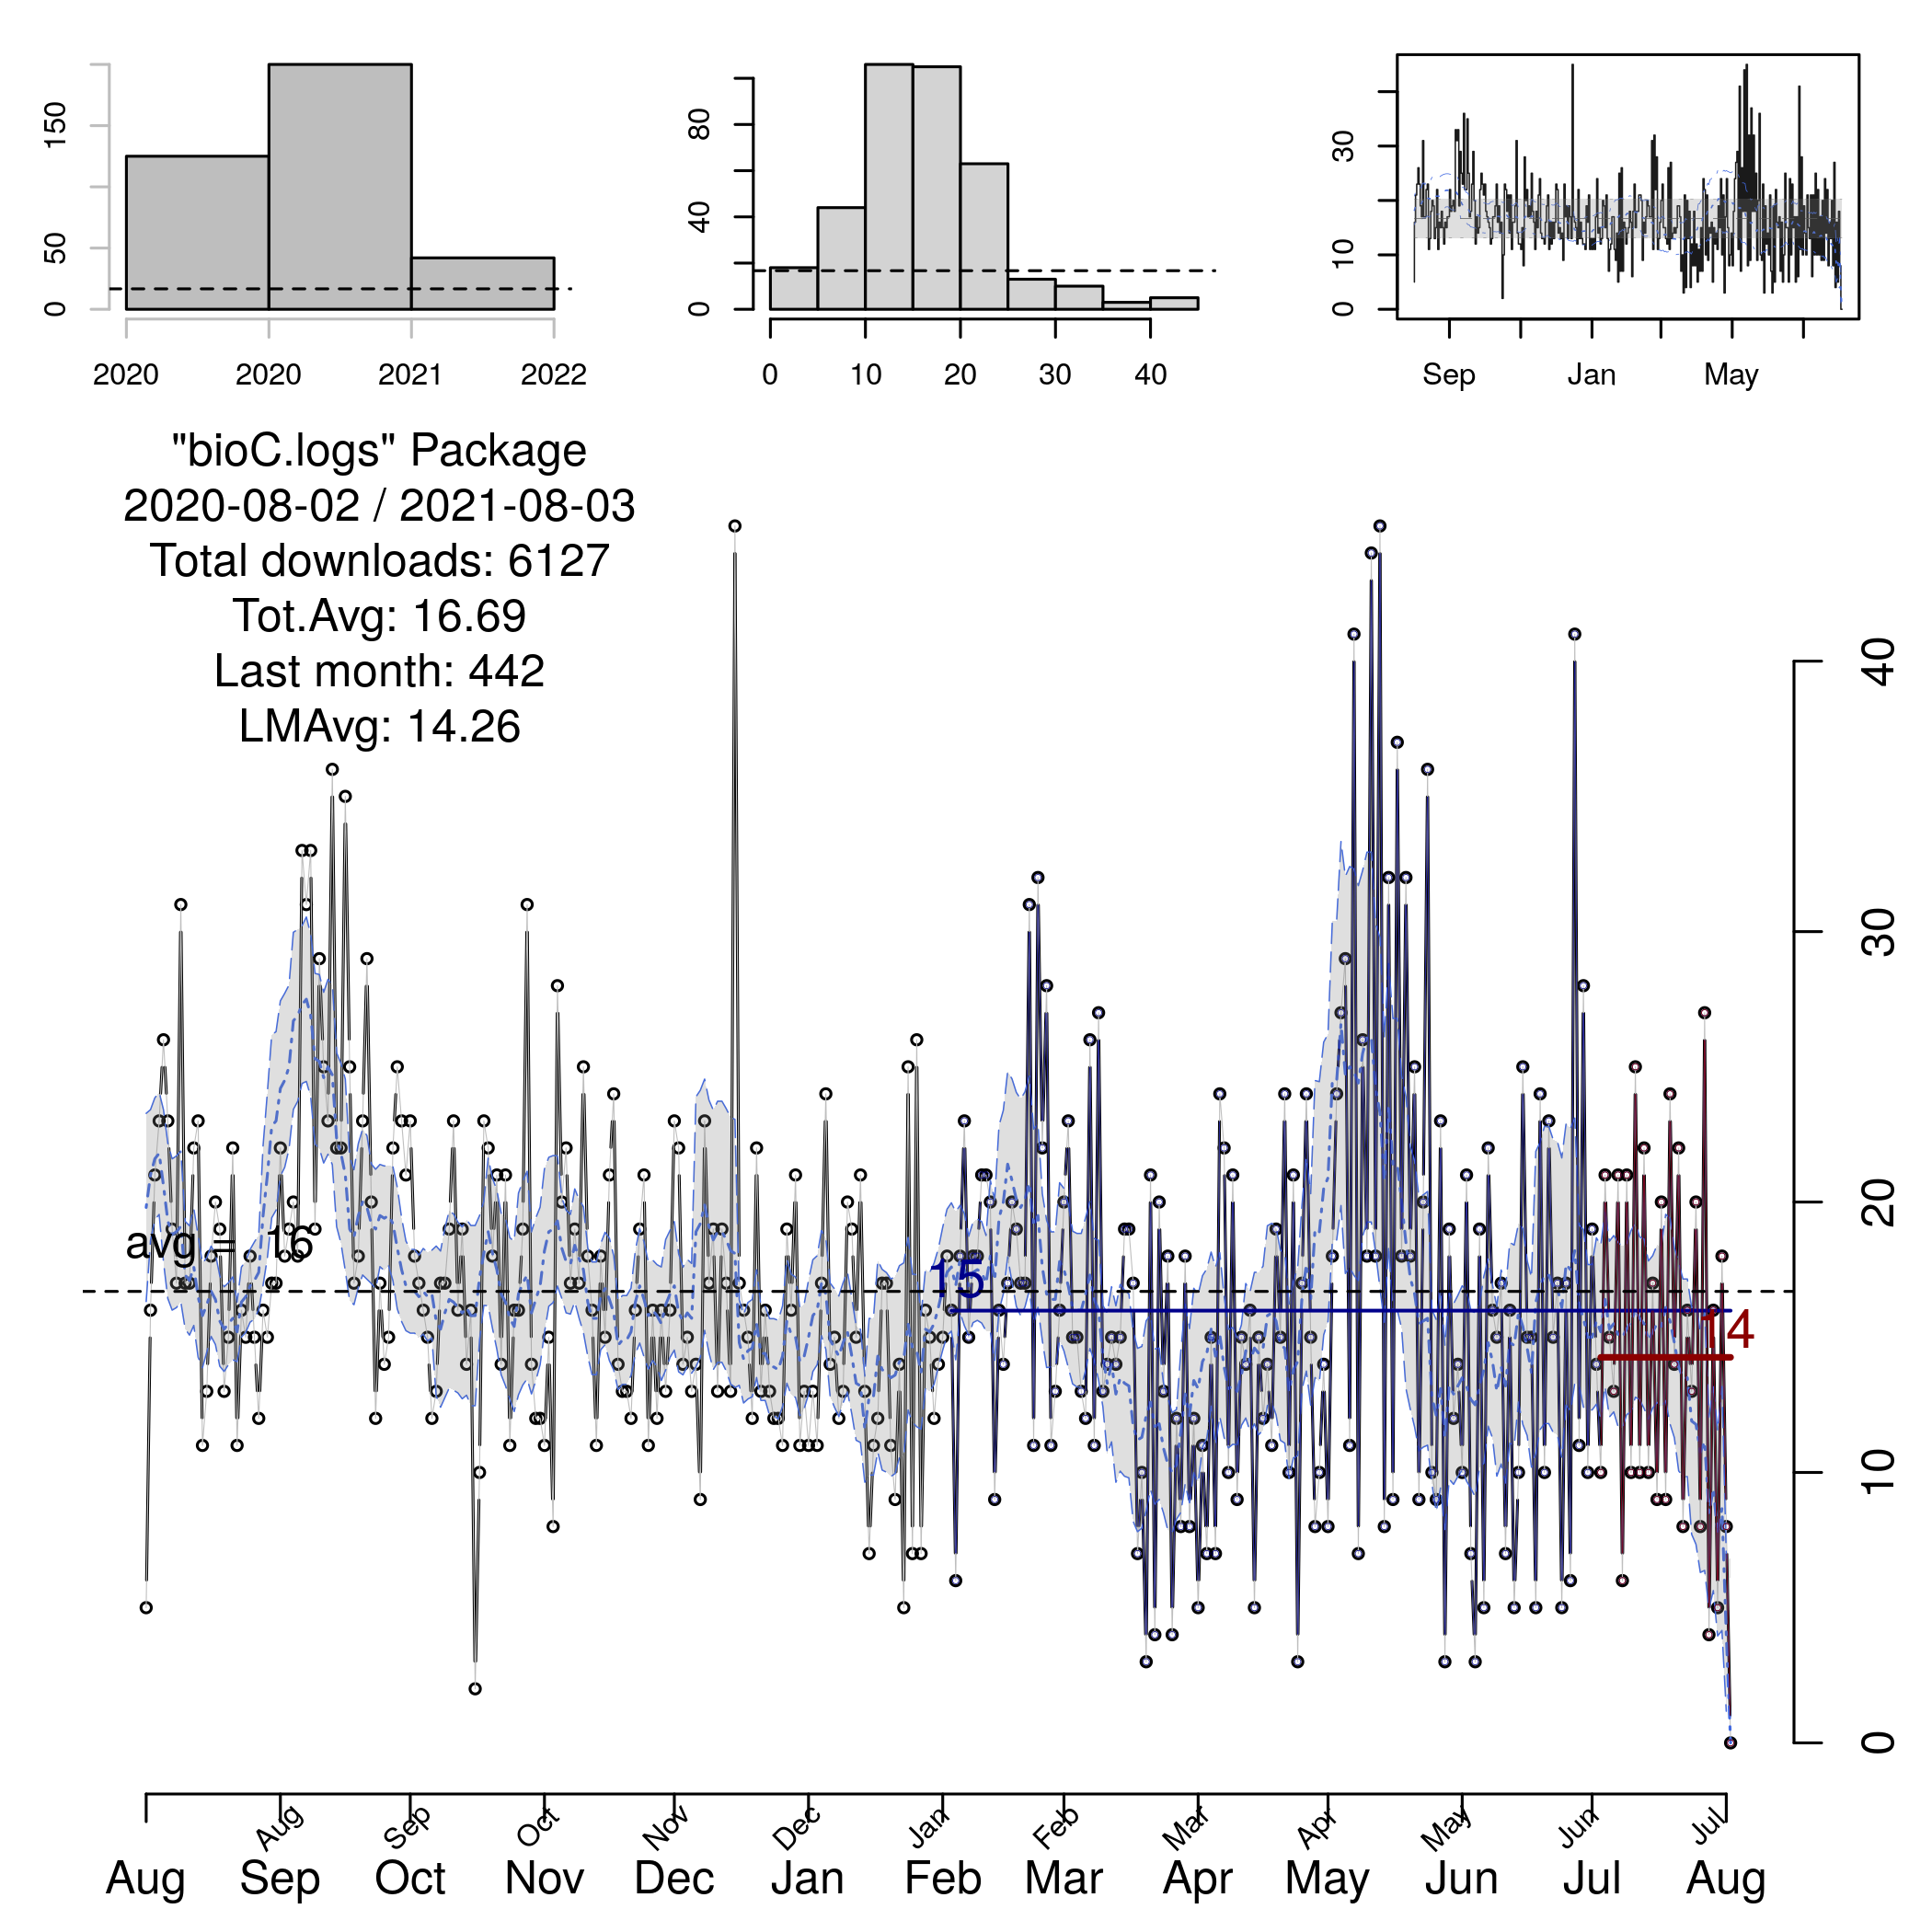 0 50 150
2020 2020 2021 2022
0 40 80
0 10 20 30 40
0 10 30
Sep Jan May
"bioC.logs" Package
2020-08-02 / 2021-08-03
Total downloads: 6127
Tot.Avg: 16.69
Last month: 442
LMAvg: 14.26
avg = 16
15
14
0 10 20 30 40
Aug Sep Oct Nov Dec Jan Feb Mar Apr May Jun Jul
Aug Sep Oct Nov Dec Jan Feb Mar Apr May Jun Jul Aug